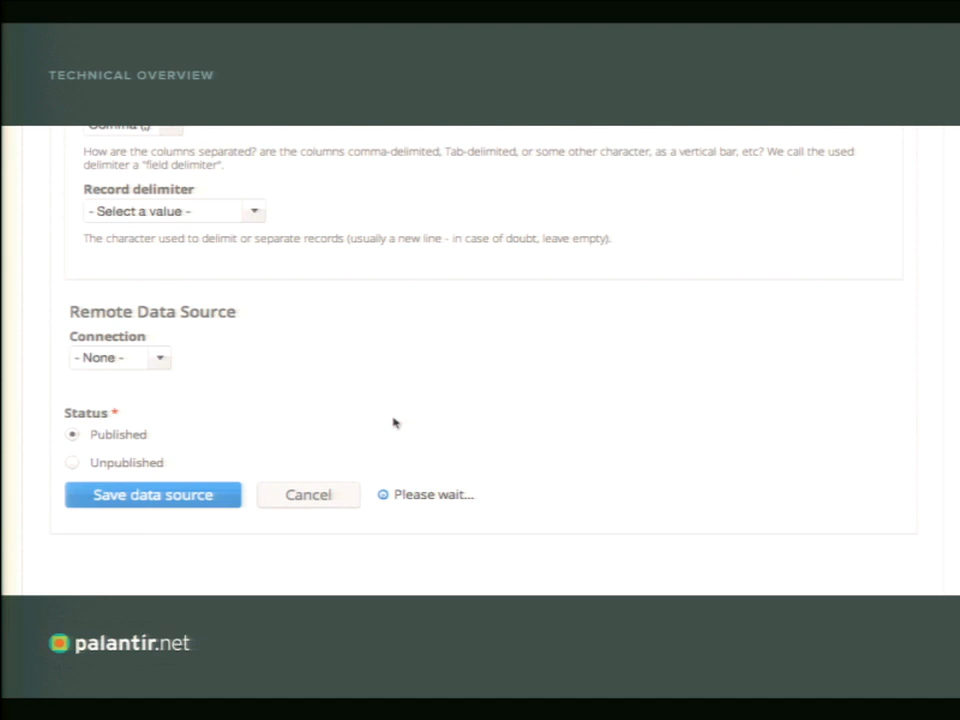 TECHNICAL OVERVIEW
Comma (,)
How are the columns separated? are the columns comma-delimited, Tab-delimited, or some other character, as a vertical bar, etc? We call the used
delimiter a "field delimiter".
Record delimiter
- Select a value -
The character used to delimit or separate records (usually a new line - in case of doubt, leave empty).
Remote Data Source
Connection
- None -
Status *
Published
Unpublished
Save data source
Cancel
Please wait...
palantir.net